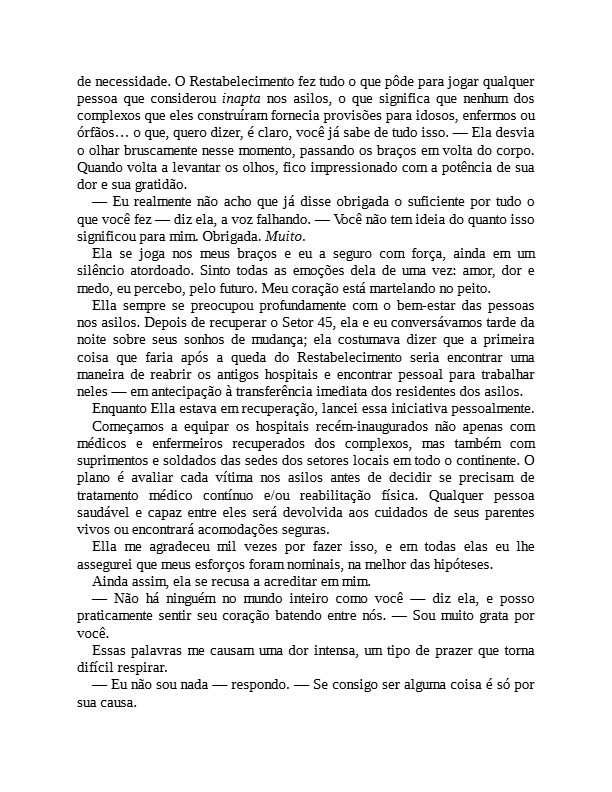 de necessidade. O Restabelecimento fez tudo o que pôde para jogar qualquer
pessoa que considerou inapta nos asilos, o que significa que nenhum dos
complexos que eles construíram fornecia provisões para idosos, enfermos ou
órfãos… o que, quero dizer, é claro, você já sabe de tudo isso. — Ela desvia
o olhar bruscamente nesse momento, passando os braços em volta do corpo.
Quando volta a levantar os olhos, fico impressionado com a potência de sua
dor e sua gratidão.
— Eu realmente não acho que já disse obrigada o suficiente por tudo o
que você fez — diz ela, a voz falhando. — Você não tem ideia do quanto isso
significou para mim. Obrigada. Muito.
Ela se joga nos meus braços e eu a seguro com força, ainda em um
silêncio atordoado. Sinto todas as emoções dela de uma vez: amor, dor e
medo, eu percebo, pelo futuro. Meu coração está martelando no peito.
Ella sempre se preocupou profundamente com o bem-estar das pessoas
nos asilos. Depois de recuperar o Setor 45, ela e eu conversávamos tarde da
noite sobre seus sonhos de mudança; ela costumava dizer que a primeira
coisa que faria após a queda do Restabelecimento seria encontrar uma
maneira de reabrir os antigos hospitais e encontrar pessoal para trabalhar
neles — em antecipação à transferência imediata dos residentes dos asilos.
Enquanto Ella estava em recuperação, lancei essa iniciativa pessoalmente.
Começamos a equipar os hospitais recém-inaugurados não apenas com
médicos e enfermeiros recuperados dos complexos, mas também com
suprimentos e soldados das sedes dos setores locais em todo o continente. O
plano é avaliar cada vítima nos asilos antes de decidir se precisam de
tratamento médico contínuo e/ou reabilitação física. Qualquer pessoa
saudável e capaz entre eles será devolvida aos cuidados de seus parentes
vivos ou encontrará acomodações seguras.
Ella me agradeceu mil vezes por fazer isso, e em todas elas eu lhe
assegurei que meus esforços foram nominais, na melhor das hipóteses.
Ainda assim, ela se recusa a acreditar em mim.
— Não há ninguém no mundo inteiro como você — diz ela, e posso
praticamente sentir seu coração batendo entre nós. — Sou muito grata por
você.
Essas palavras me causam uma dor intensa, um tipo de prazer que torna
difícil respirar.
— Eu não sou nada — respondo. — Se consigo ser alguma coisa é só por
sua causa.